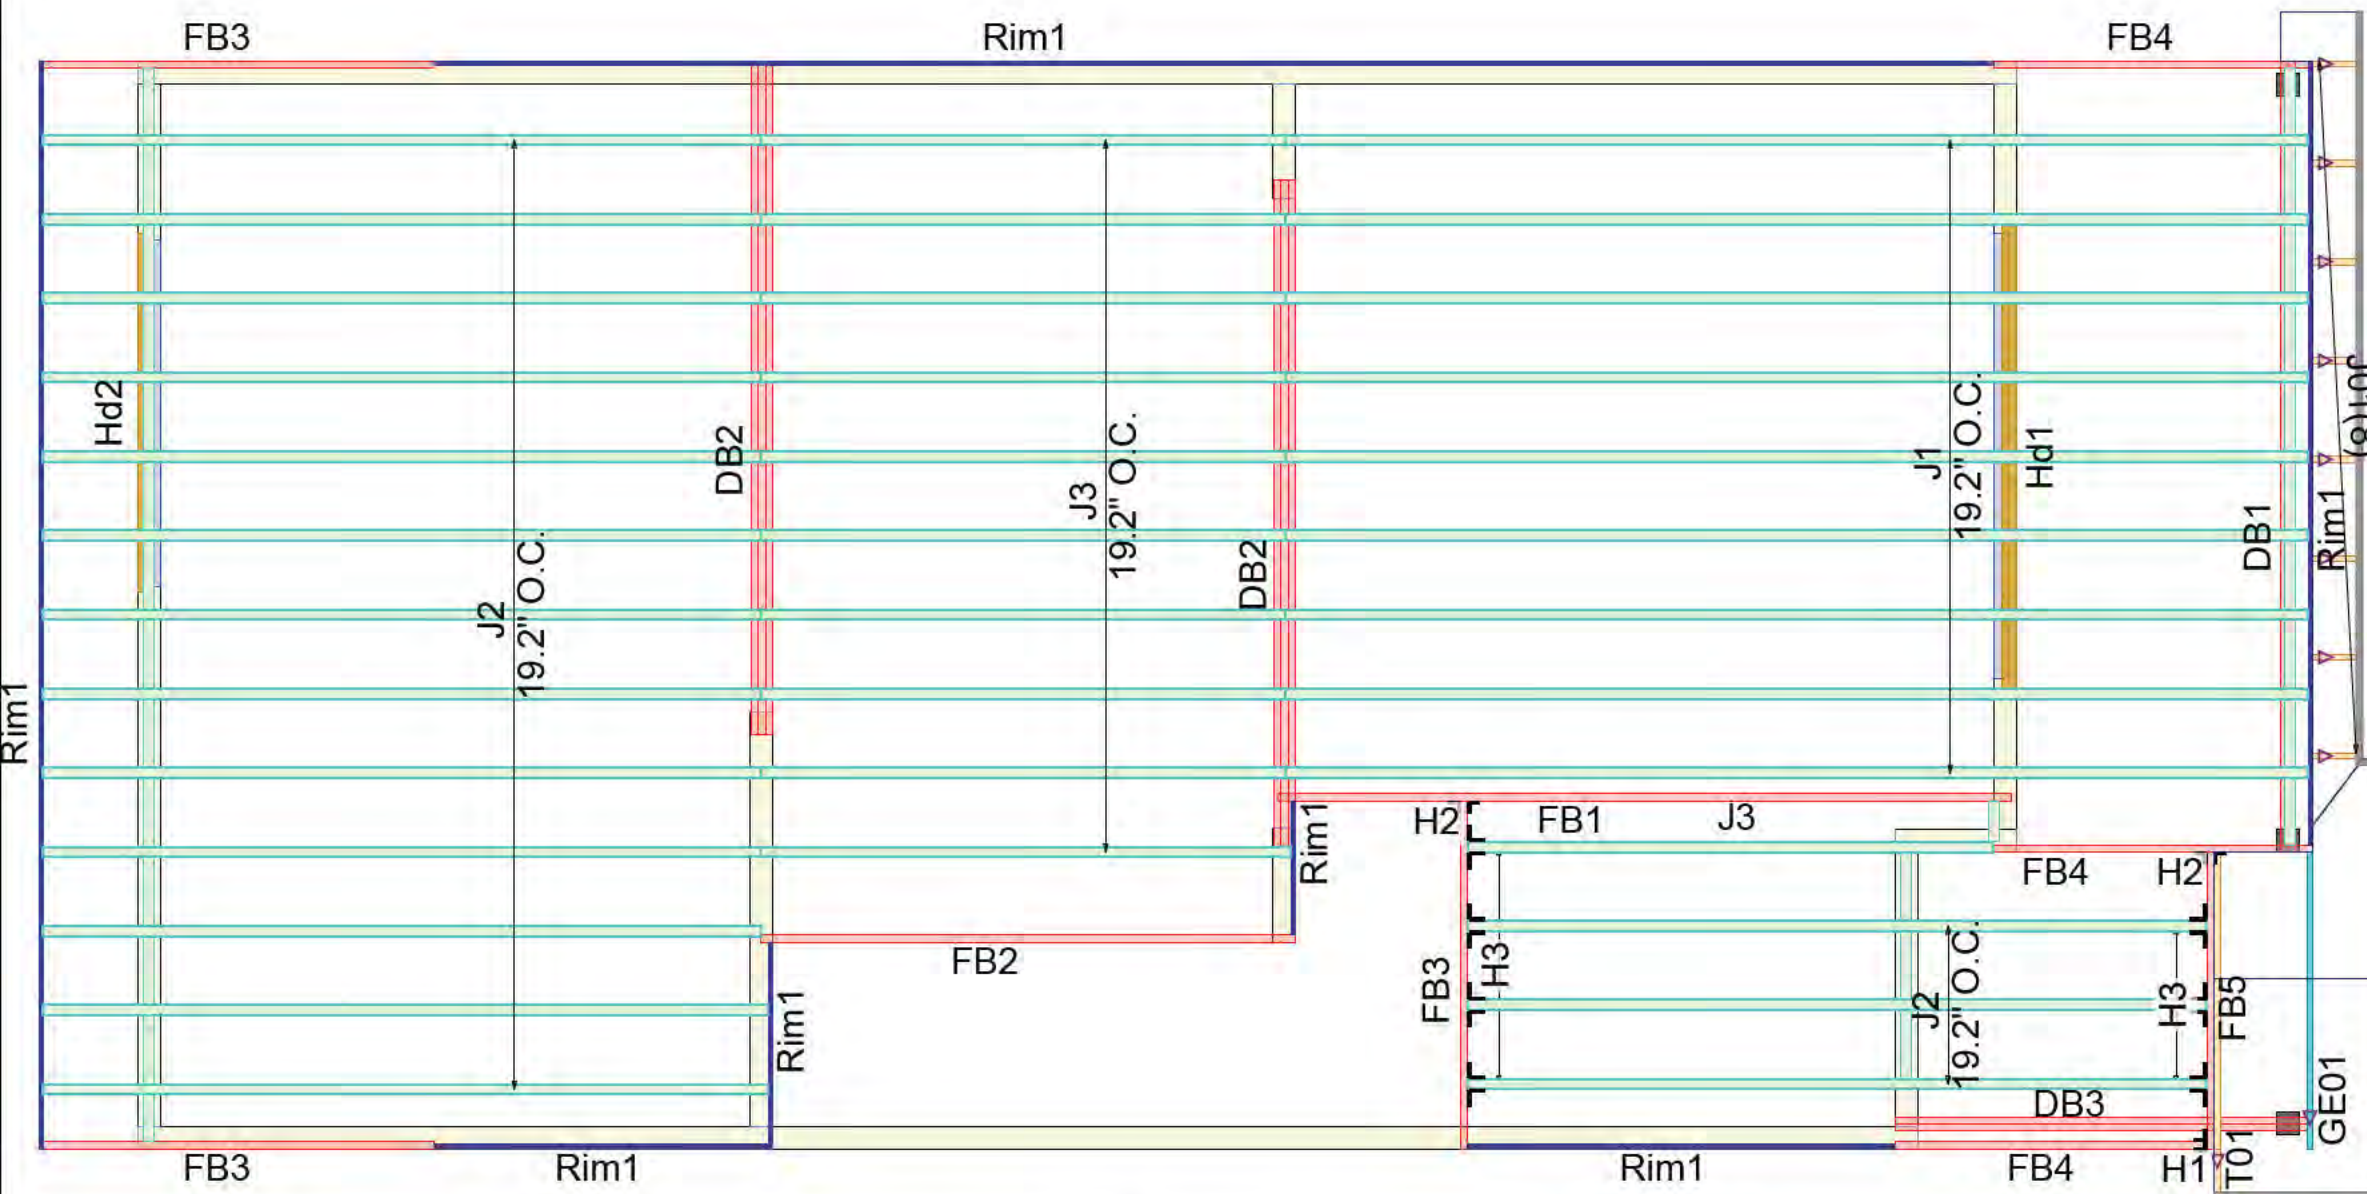 FB3
Rim1
FB4
Hd2
DB2
J3
19.2" O.C.
J1
19.2" O.C.
Hd1
DB1
Rim1
J2
19.2" O.C.
DB2
Rim1
H2
FB1
J3
Rim1
FB4
H2
FB2
FB3
H3
J2
19.2" O.C.
H3
FB5
Rim1
DB3
GE01
FB3
Rim1
Rim1
FB4
H1
T01